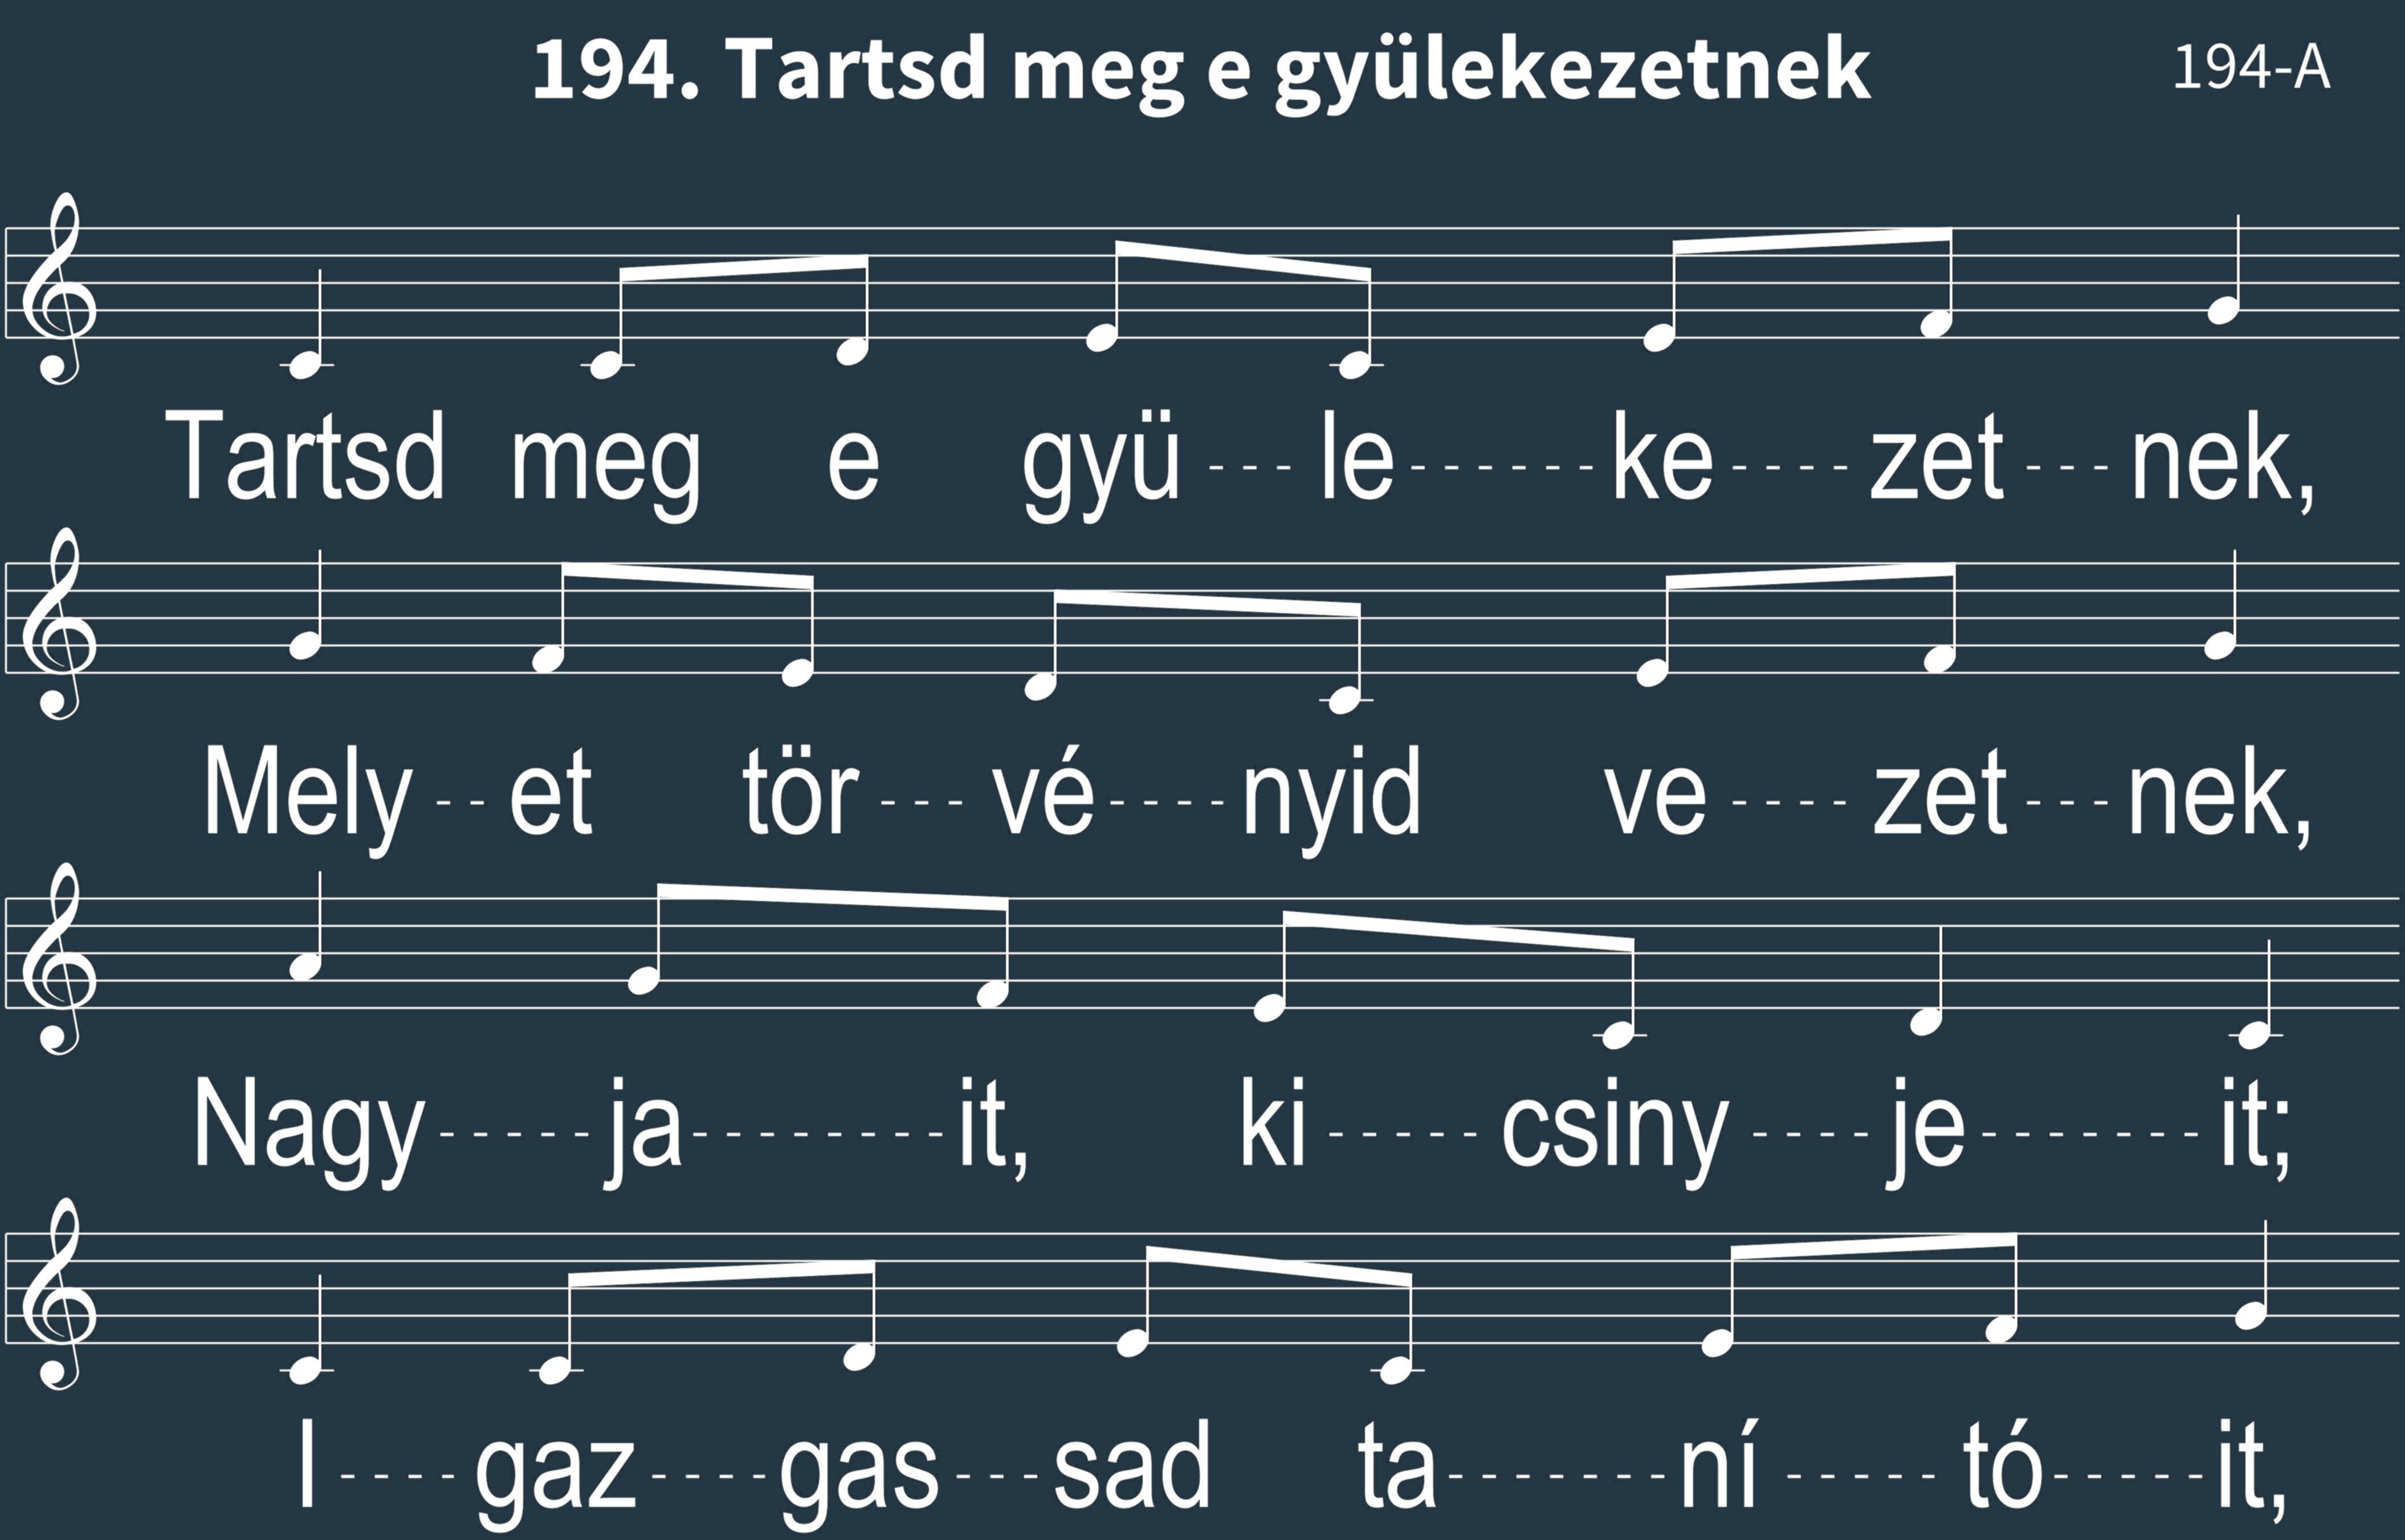 194. Tartsd meg e gyülekezetnek 194-A
Tartsd meg e gyü---le------ke----zet---nek,
Mely--et tör---vé----nyid ve----zet---nek,
Nagy-----ja--------it, ki-----csiny----je-------it;
I----gaz----gas---sad ta-------ní-----tó-----it,